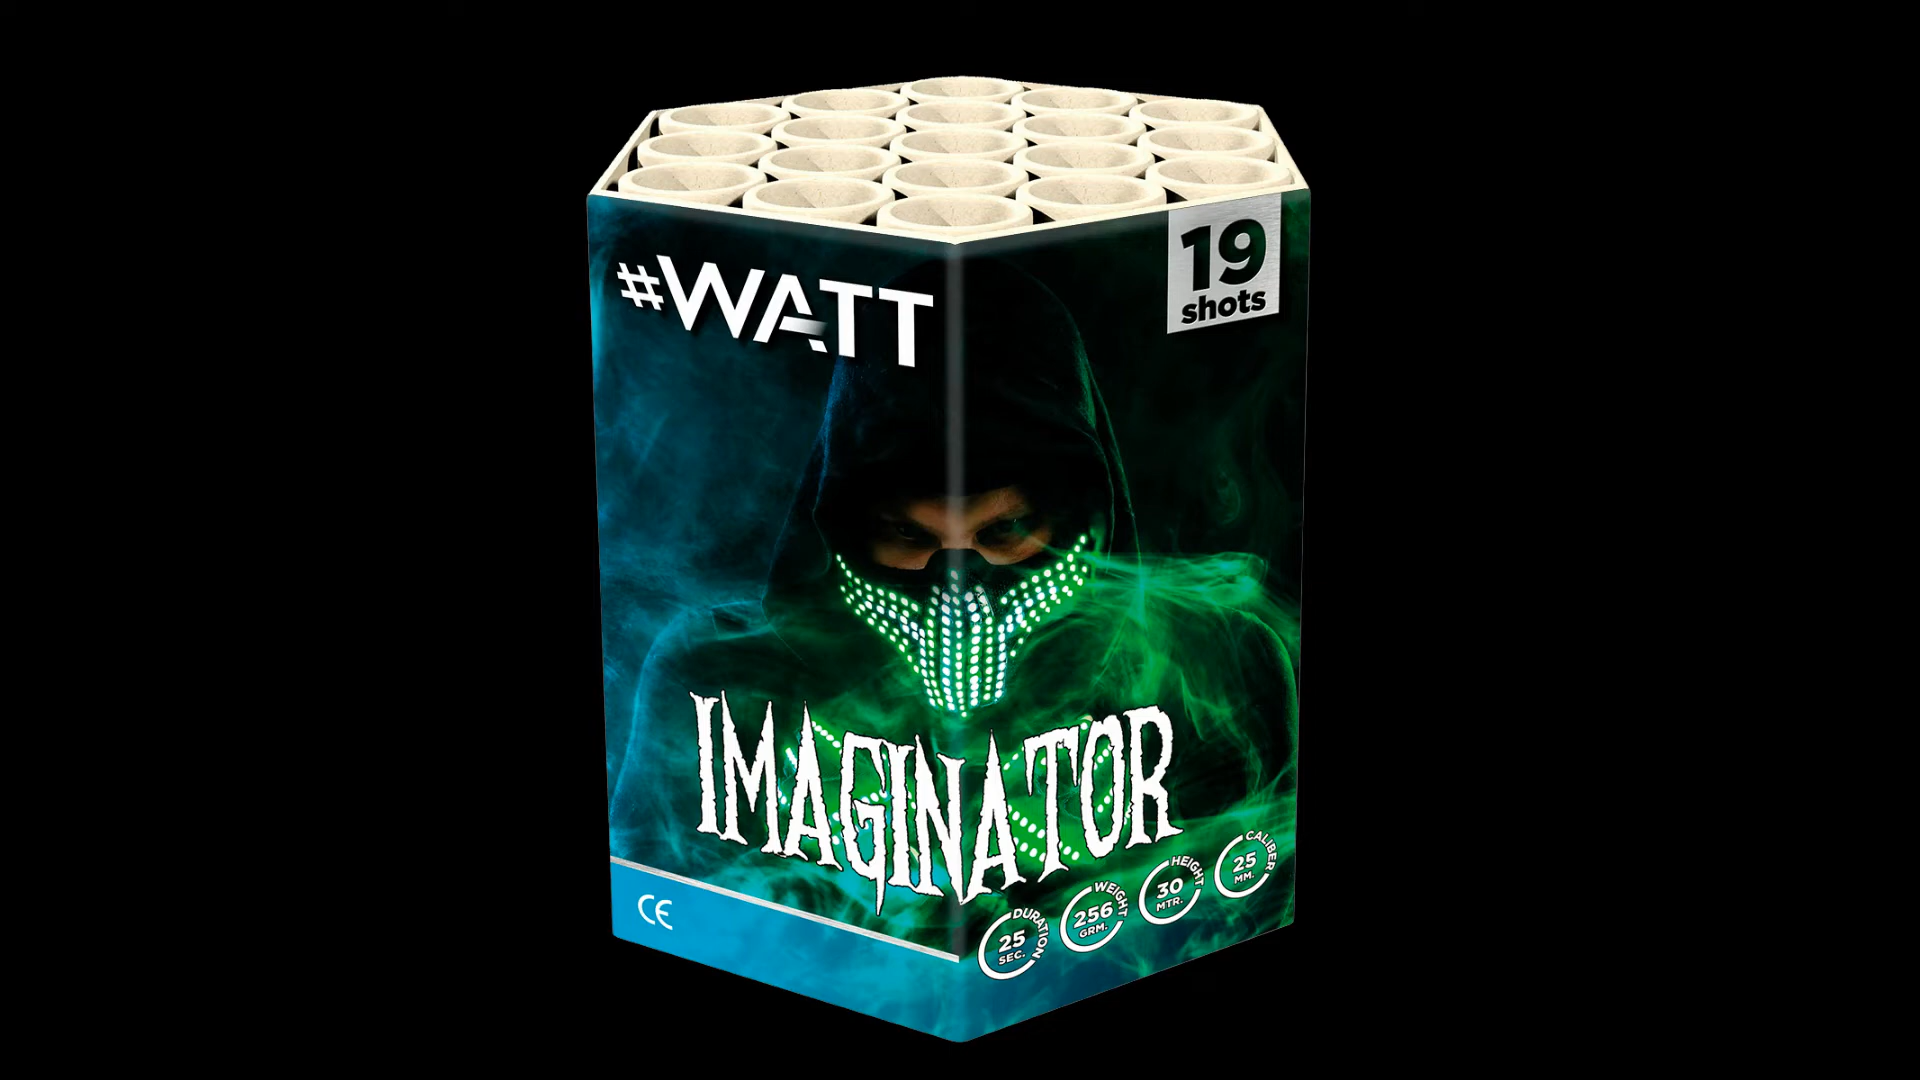 #WATT
19
shots
IMAGINATOR
CE
DURATION
25
SEC.
WEIGHT
256
GRM.
HEIGHT
30
MTR.
CALIBER
25
MM.